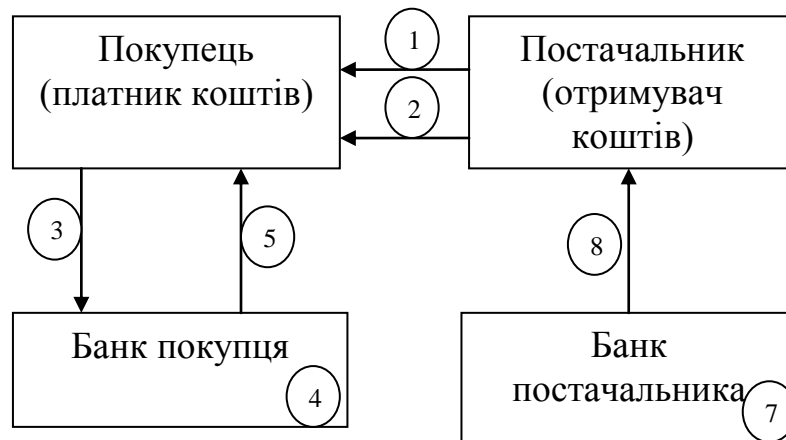 Покупець
(платник коштів)
1
2
Постачальник
(отримувач
коштів)
3
5
8
Банк покупця
4
Банк
постачальника
7